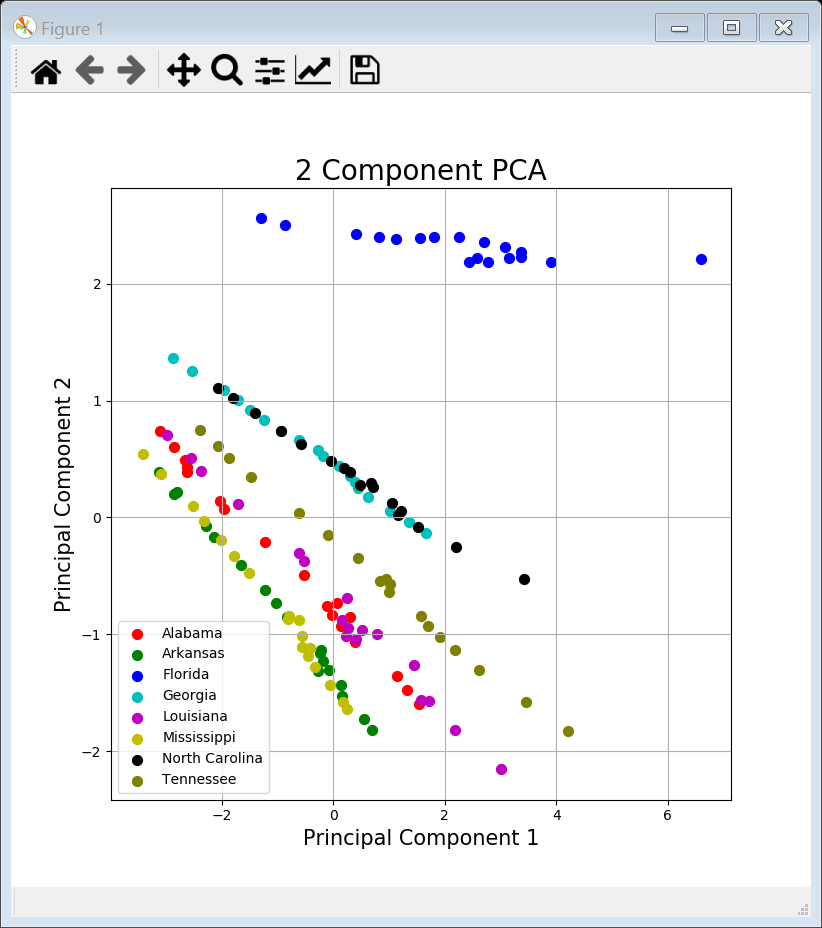 Figure 1
2 Component PCA
Principal Component 2
2
1
0
−1
−2
Alabama
Arkansas
Florida
Georgia
Louisiana
Mississippi
North Carolina
Tennessee
−2 0 2 4 6
Principal Component 1